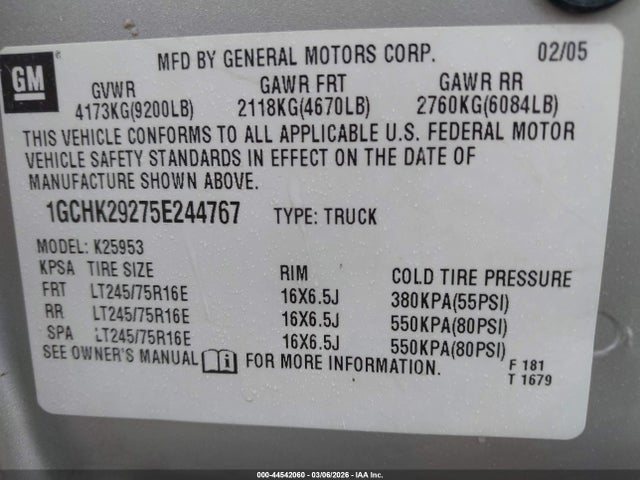 GM
MFD BY GENERAL MOTORS CORP. 02/05
GVWR GAWR FRT GAWR RR
4173KG(9200LB) 2118KG(4670LB) 2760KG(6084LB)
THIS VEHICLE CONFORMS TO ALL APPLICABLE U.S. FEDERAL MOTOR
VEHICLE SAFETY STANDARDS IN EFFECT ON THE DATE OF
MANUFACTURE SHOWN ABOVE.
1GCHK29275E244767 TYPE: TRUCK
MODEL: K25953
KPSA TIRE SIZE RIM COLD TIRE PRESSURE
FRT LT245/75R16E 16X6.5J 380KPA(55PSI)
RR LT245/75R16E 16X6.5J 550KPA(80PSI)
SPA LT245/75R16E 16X6.5J 550KPA(80PSI)
SEE OWNER'S MANUAL FOR MORE INFORMATION.
F 181
T 1679
000-44542060 - 03/06/2026 - IAA Inc.